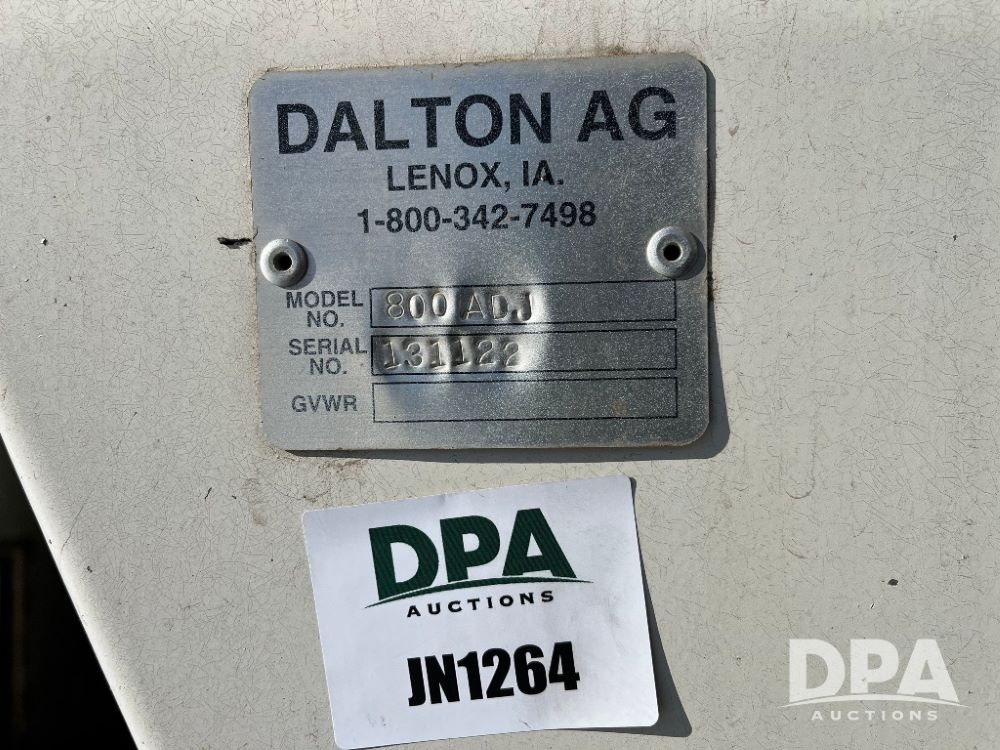 DALTON AG
LENOX, IA.
1-800-342-7498
MODEL NO. 800 ADJ
SERIAL NO. 131122
GVWR
DPA
AUCTIONS
JN1264
DPA
AUCTIONS